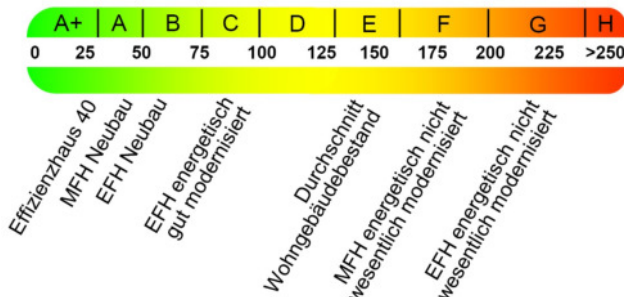 A+ A B C D E F G H
0 25 50 75 100 125 150 175 200 225 >250
Effizienzhaus 40
MFH Neubau
EFH Neubau
EFH energetisch
gut modernisiert
Durchschnitt
Wohngebäudebestand
MFH energetisch nicht
wesentlich modernisiert
EFH energetisch nicht
wesentlich modernisiert